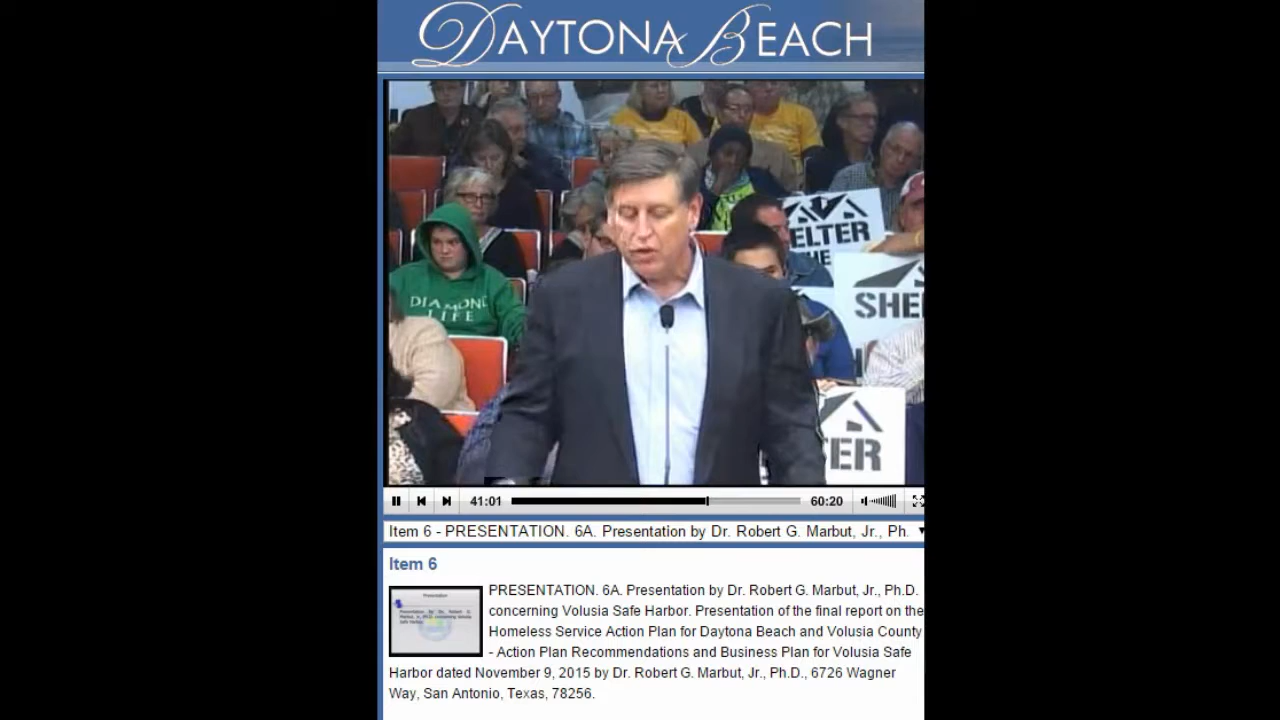 DAYTONA BEACH
DIAMOND
LIFE
ELTER
HE
SHE
ER
41:01
60:20
Item 6 - PRESENTATION. 6A. Presentation by Dr. Robert G. Marbut, Jr., Ph.
Item 6
PRESENTATION. 6A. Presentation by Dr. Robert G. Marbut, Jr., Ph.D.
concerning Volusia Safe Harbor. Presentation of the final report on the
Homeless Service Action Plan for Daytona Beach and Volusia County
- Action Plan Recommendations and Business Plan for Volusia Safe
Harbor dated November 9, 2015 by Dr. Robert G. Marbut, Jr., Ph.D., 6726 Wagner
Way, San Antonio, Texas, 78256.